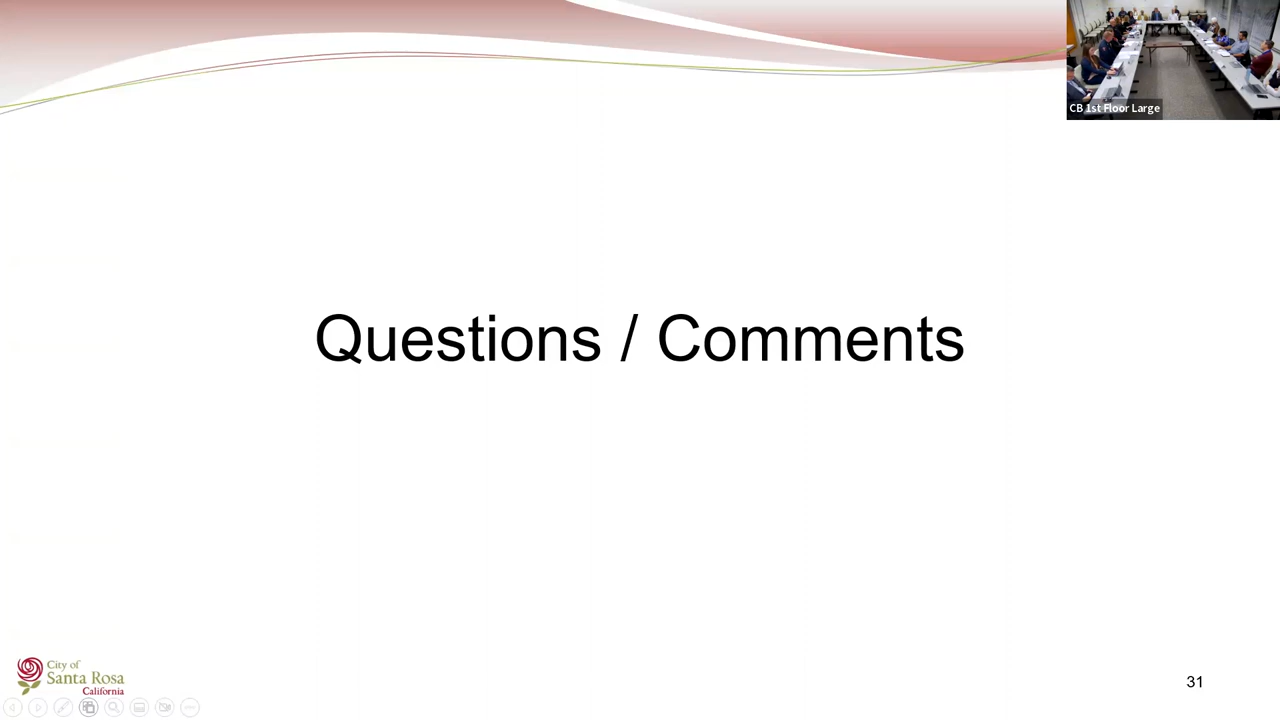 CB 1st Floor Large
Questions / Comments
City of
Santa Rosa
California
31